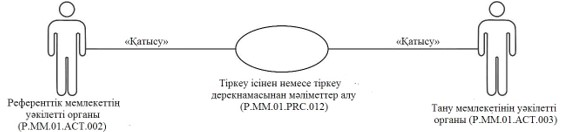 «Қатысу»
«Қатысу»
Тіркеу ісінен немесе тіркеу
дерекнамасынан мәліметтер алу
(P.MM.01.PRC.012)
Референттік мемлекеттің
уәкілетті органы
(P.MM.01.ACT.002)
Тану мемлекетінің уәкілетті
органы (P.MM.01.ACT.003)